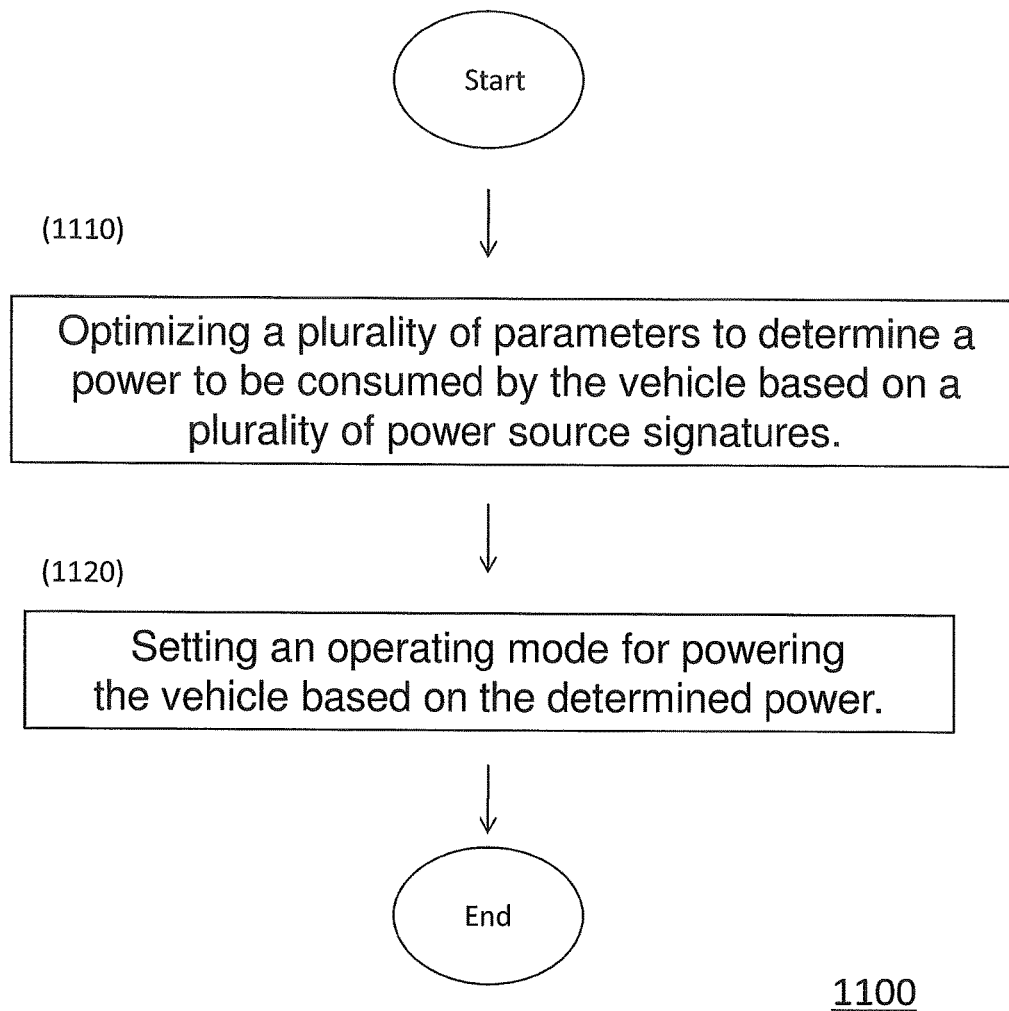 Start
(1110)
Optimizing a plurality of parameters to determine a
power to be consumed by the vehicle based on a
plurality of power source signatures.
(1120)
Setting an operating mode for powering
the vehicle based on the determined power.
End
1100